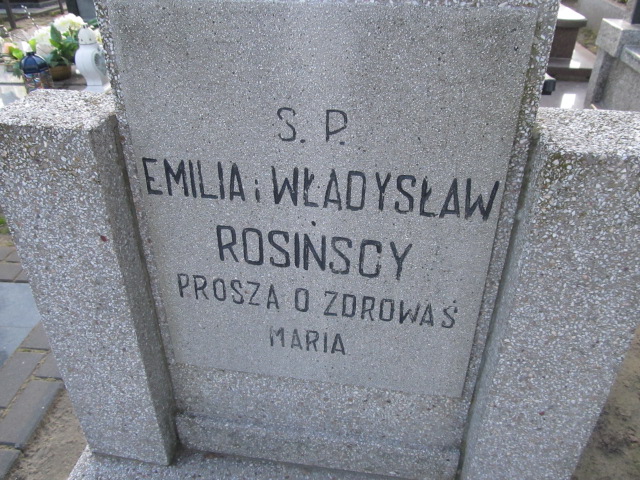 S. P.
EMILIA i WŁADYSŁAW
ROSIŃSCY
PROSZA O ZDROWAŚ
MARIA